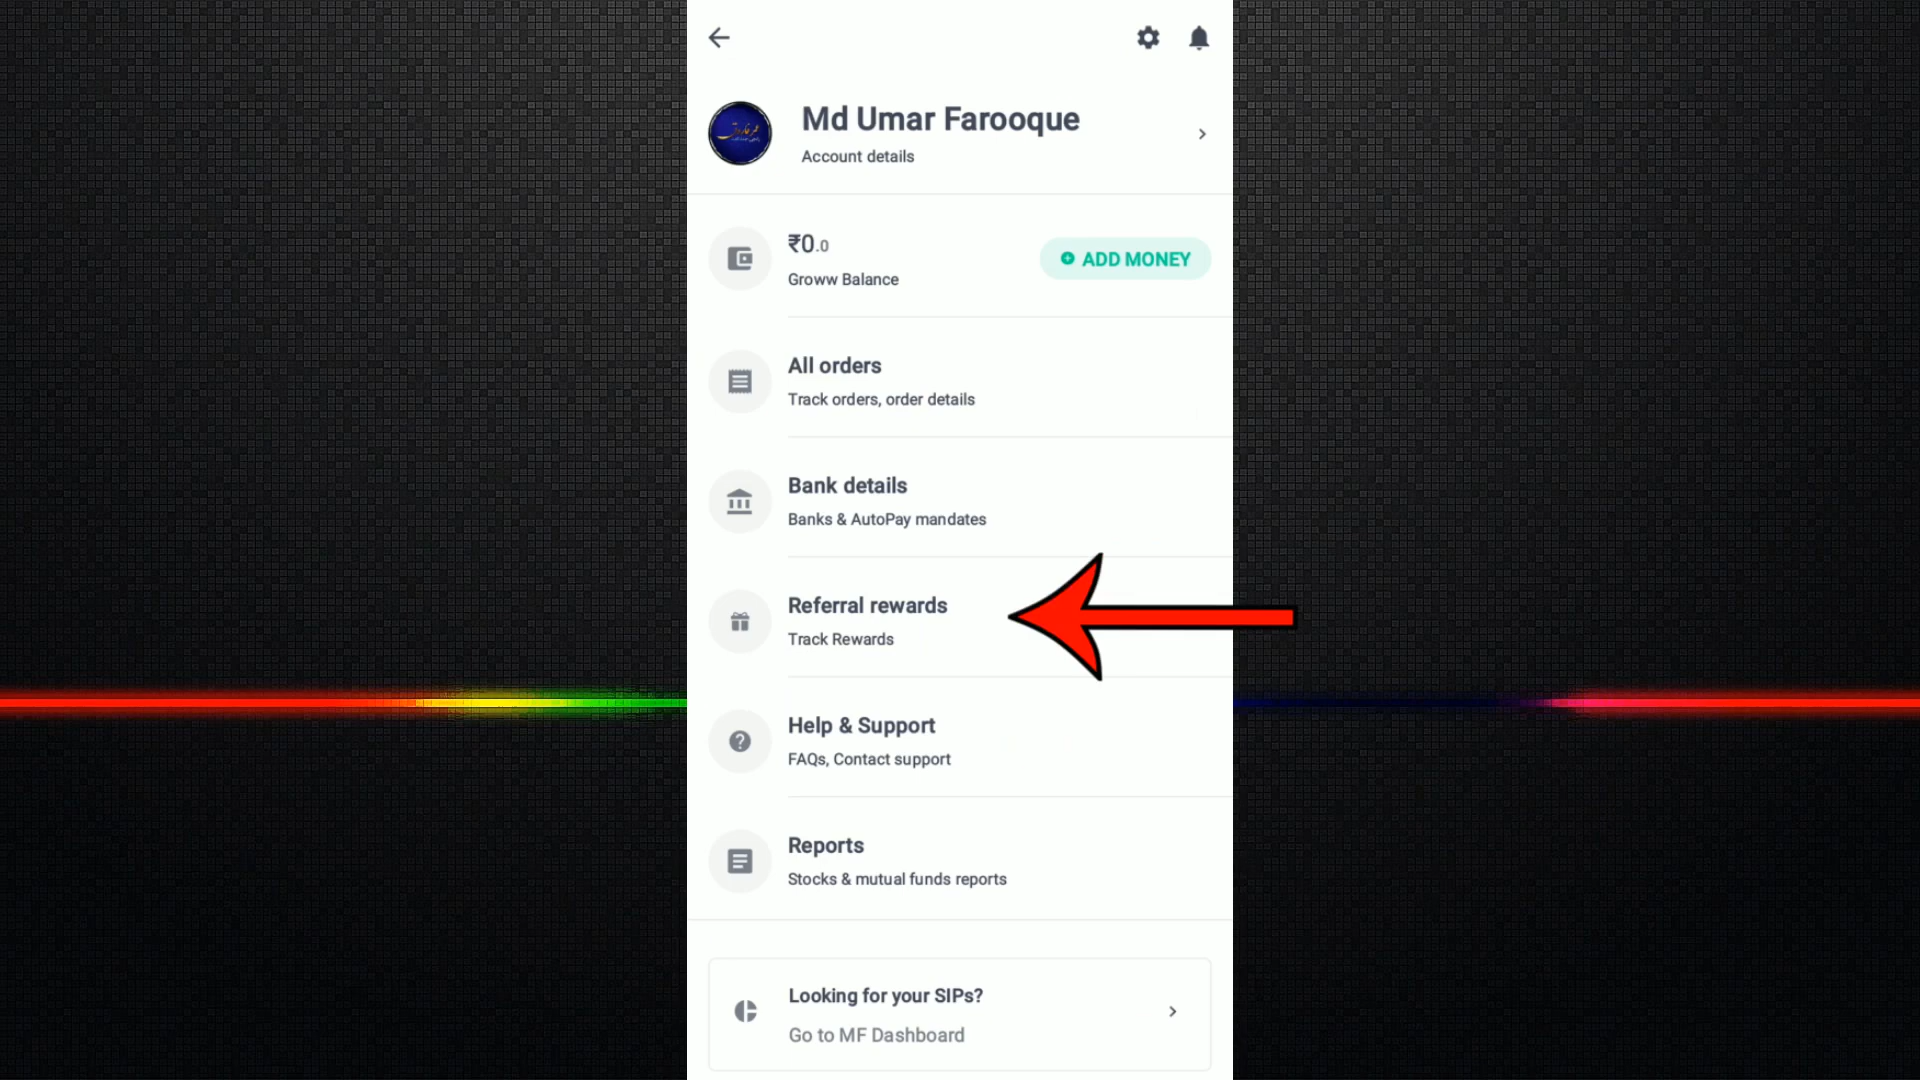 Md Umar Farooque
Account details
₹0.0
Groww Balance
ADD MONEY
All orders
Track orders, order details
Bank details
Banks & AutoPay mandates
Referral rewards
Track Rewards
Help & Support
FAQs, Contact support
Reports
Stocks & mutual funds reports
Looking for your SIPs?
Go to MF Dashboard